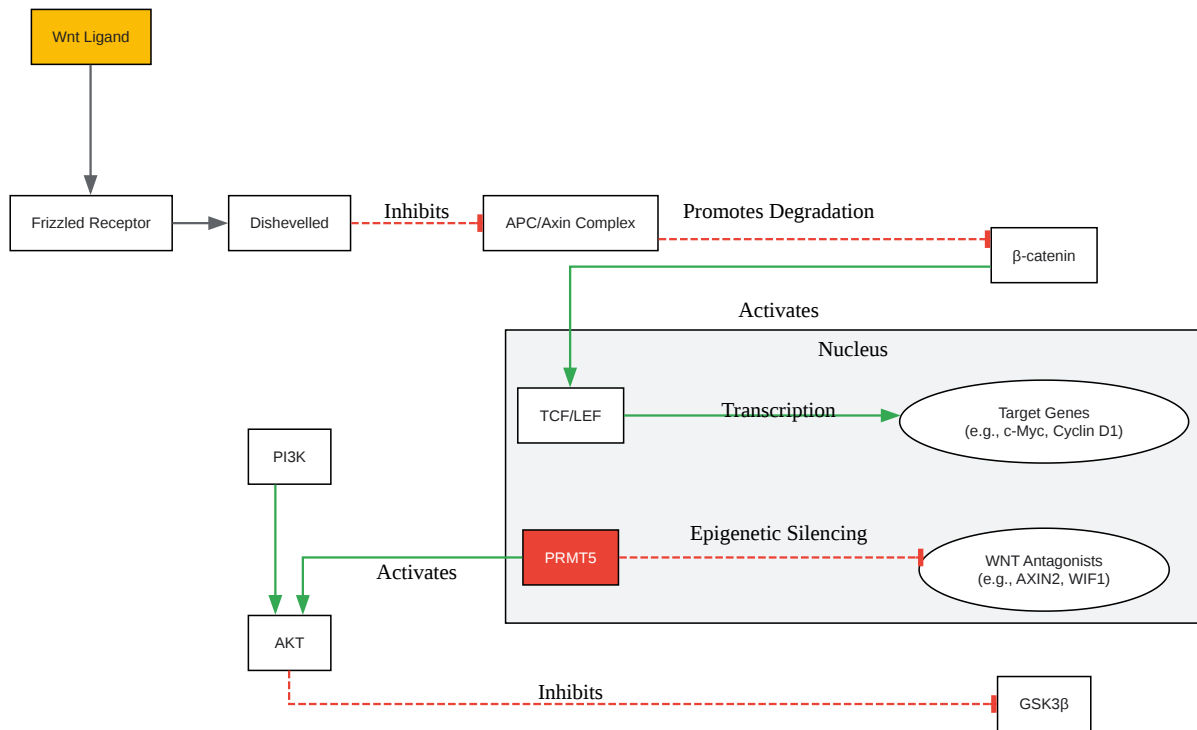 Wnt Ligand
Frizzled Receptor
Dishevelled
Inhibits
APC/Axin Complex
Promotes Degradation
β-catenin
Activates
Nucleus
TCF/LEF
Transcription
Target Genes
(e.g., c-Myc, Cyclin D1)
PI3K
PRMT5
Epigenetic Silencing
WNT Antagonists
(e.g., AXIN2, WIF1)
Activates
AKT
Inhibits
GSK3β